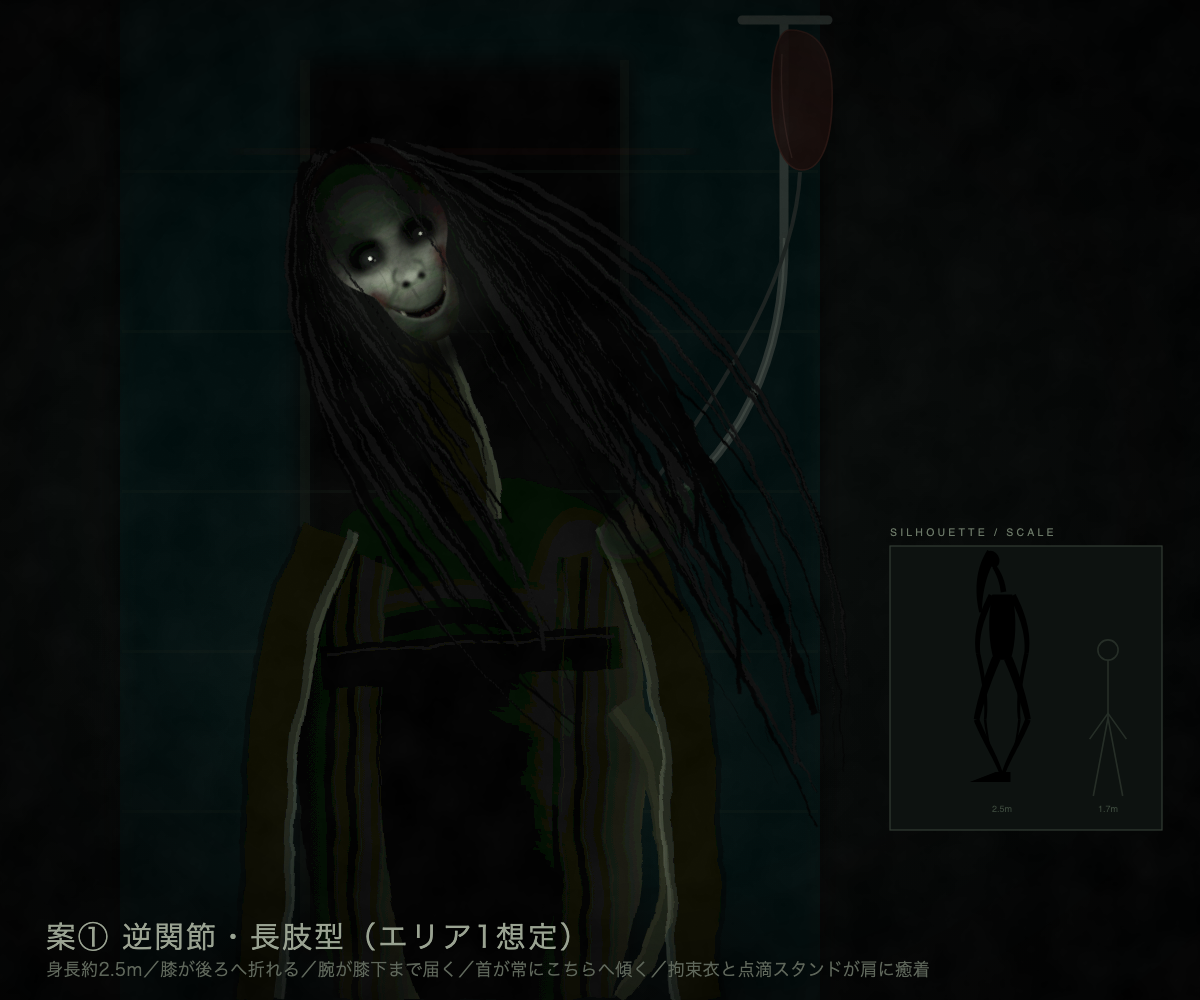 SILHOUETTE / SCALE
2.5m
1.7m
案① 逆関節・長肢型（エリア1想定）
身長約2.5m／膝が後ろへ折れる／腕が膝下まで届く／首が常にこちらへ傾く／拘束衣と点滴スタンドが肩に癒着